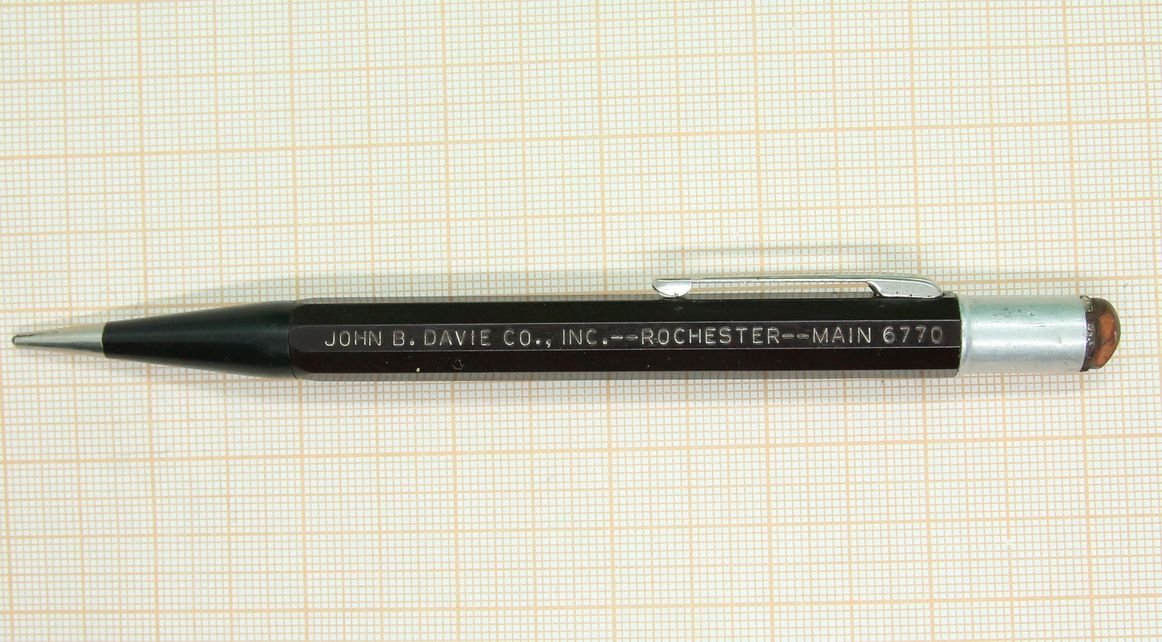 JOHN B. DAVIE CO., INC.--ROCHESTER--MAIN 6770